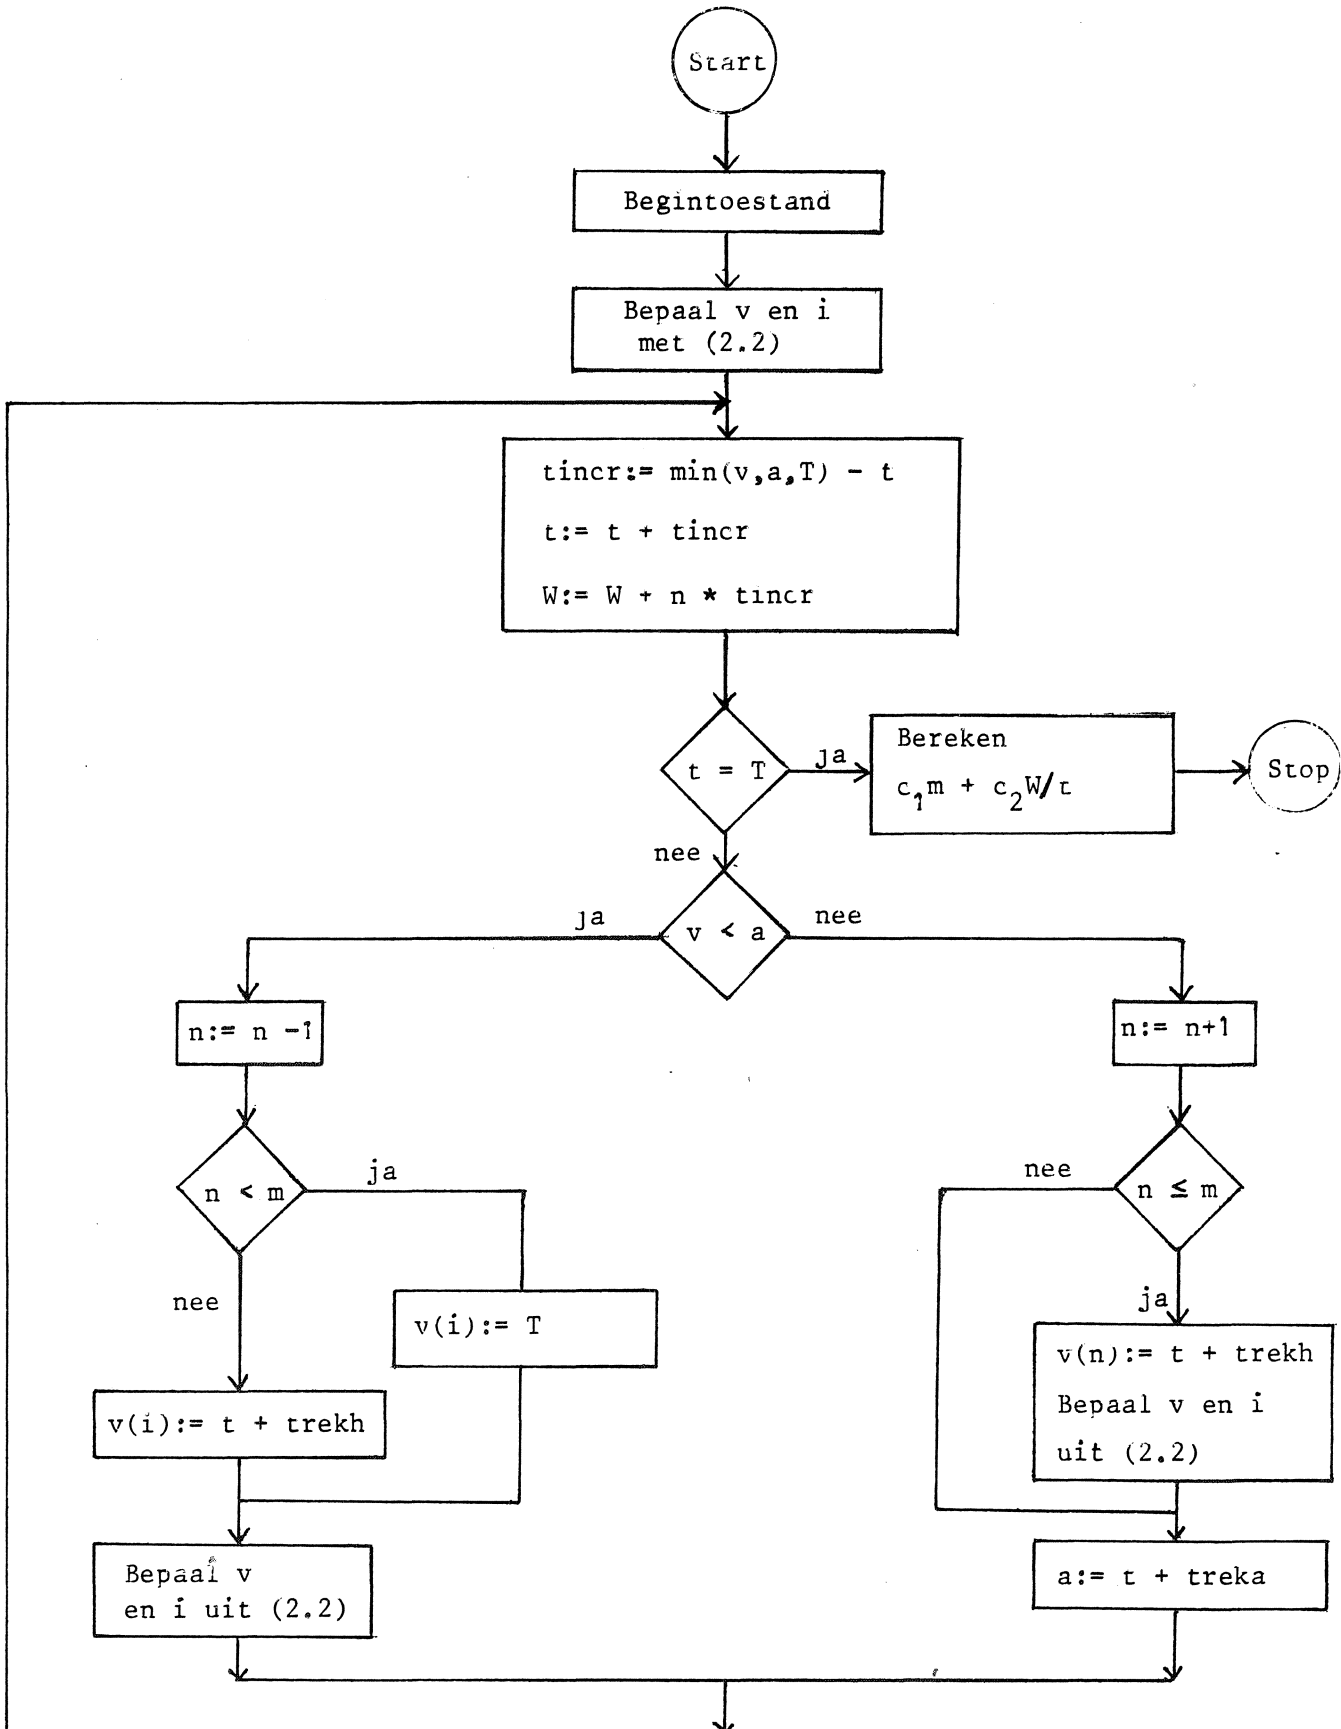 Start
Begintoestand
Bepaal v en i
met (2.2)
tincr:= min(v,a,T) - t
t:= t + tincr
W:= W + n * tincr
t = T
ja
Bereken
c₁m + c₂W/t
Stop
nee
v < a
ja
nee
n:= n -1
n:= n+1
n < m
ja
nee
n ≤ m
nee
v(i):= T
ja
v(i):= t + trekh
v(n):= t + trekh
Bepaal v en i
uit (2.2)
Bepaal v
en i uit (2.2)
a:= t + treka